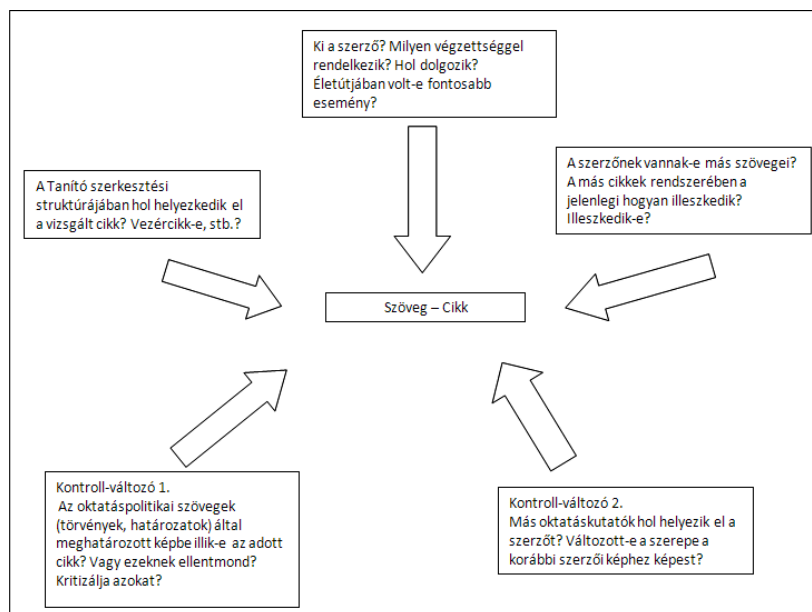 Ki a szerző? Milyen végzettséggel
rendelkezik? Hol dolgozik?
Életútjában volt-e fontosabb
esemény?
A Tanító szerkesztési
struktúrájában hol helyezkedik el
a vizsgált cikk? Vezércikk-e, stb.?
A szerzőnek vannak-e más szövegei?
A más cikkek rendszerében a
jelenlegi hogyan illeszkedik?
Illeszkedik-e?
Szöveg – Cikk
Kontroll-változó 1.
Az oktatáspolitikai szövegek
(törvények, határozatok) által
meghatározott képbe illik-e az adott
cikk? Vagy ezeknek ellentmond?
Kritizálja azokat?
Kontroll-változó 2.
Más oktatáskutatók hol helyezik el a
szerzőt? Változott-e a szerepe a
korábbi szerzői képhez képest?